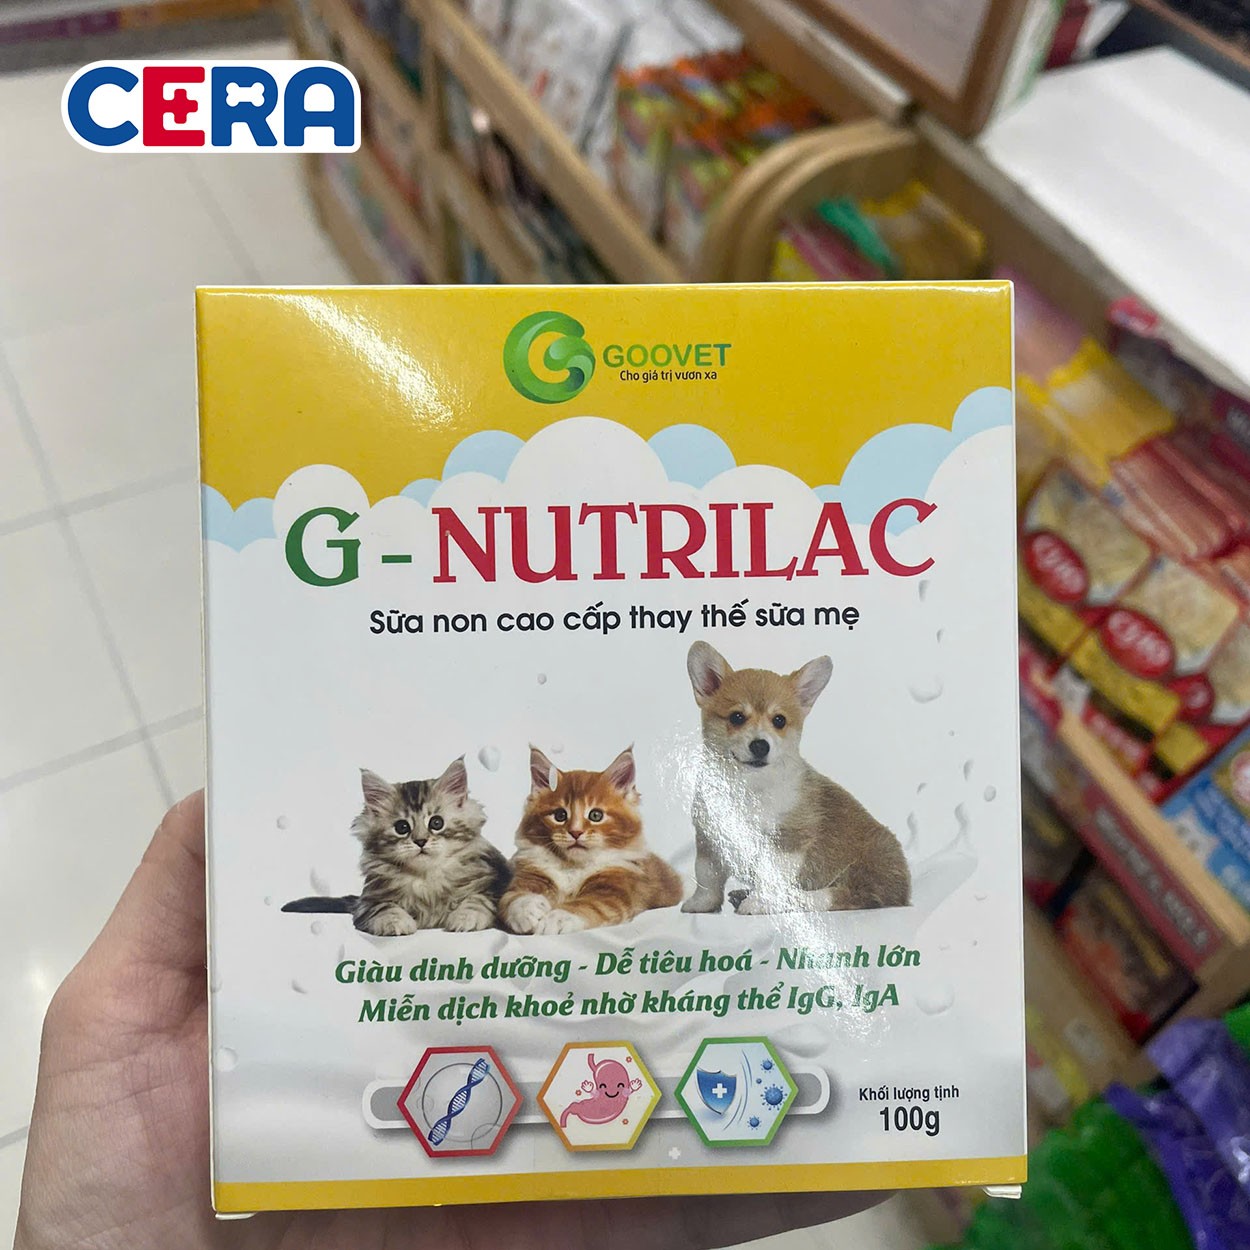 CERA
GOOVET
Cho giá trị vươn xa
G - NUTRILAC
Sữa non cao cấp thay thế sữa mẹ
Giàu dinh dưỡng - Dễ tiêu hoá - Nhanh lớn
Miễn dịch khoẻ nhờ kháng thể IgG, IgA
Khối lượng tịnh
100g